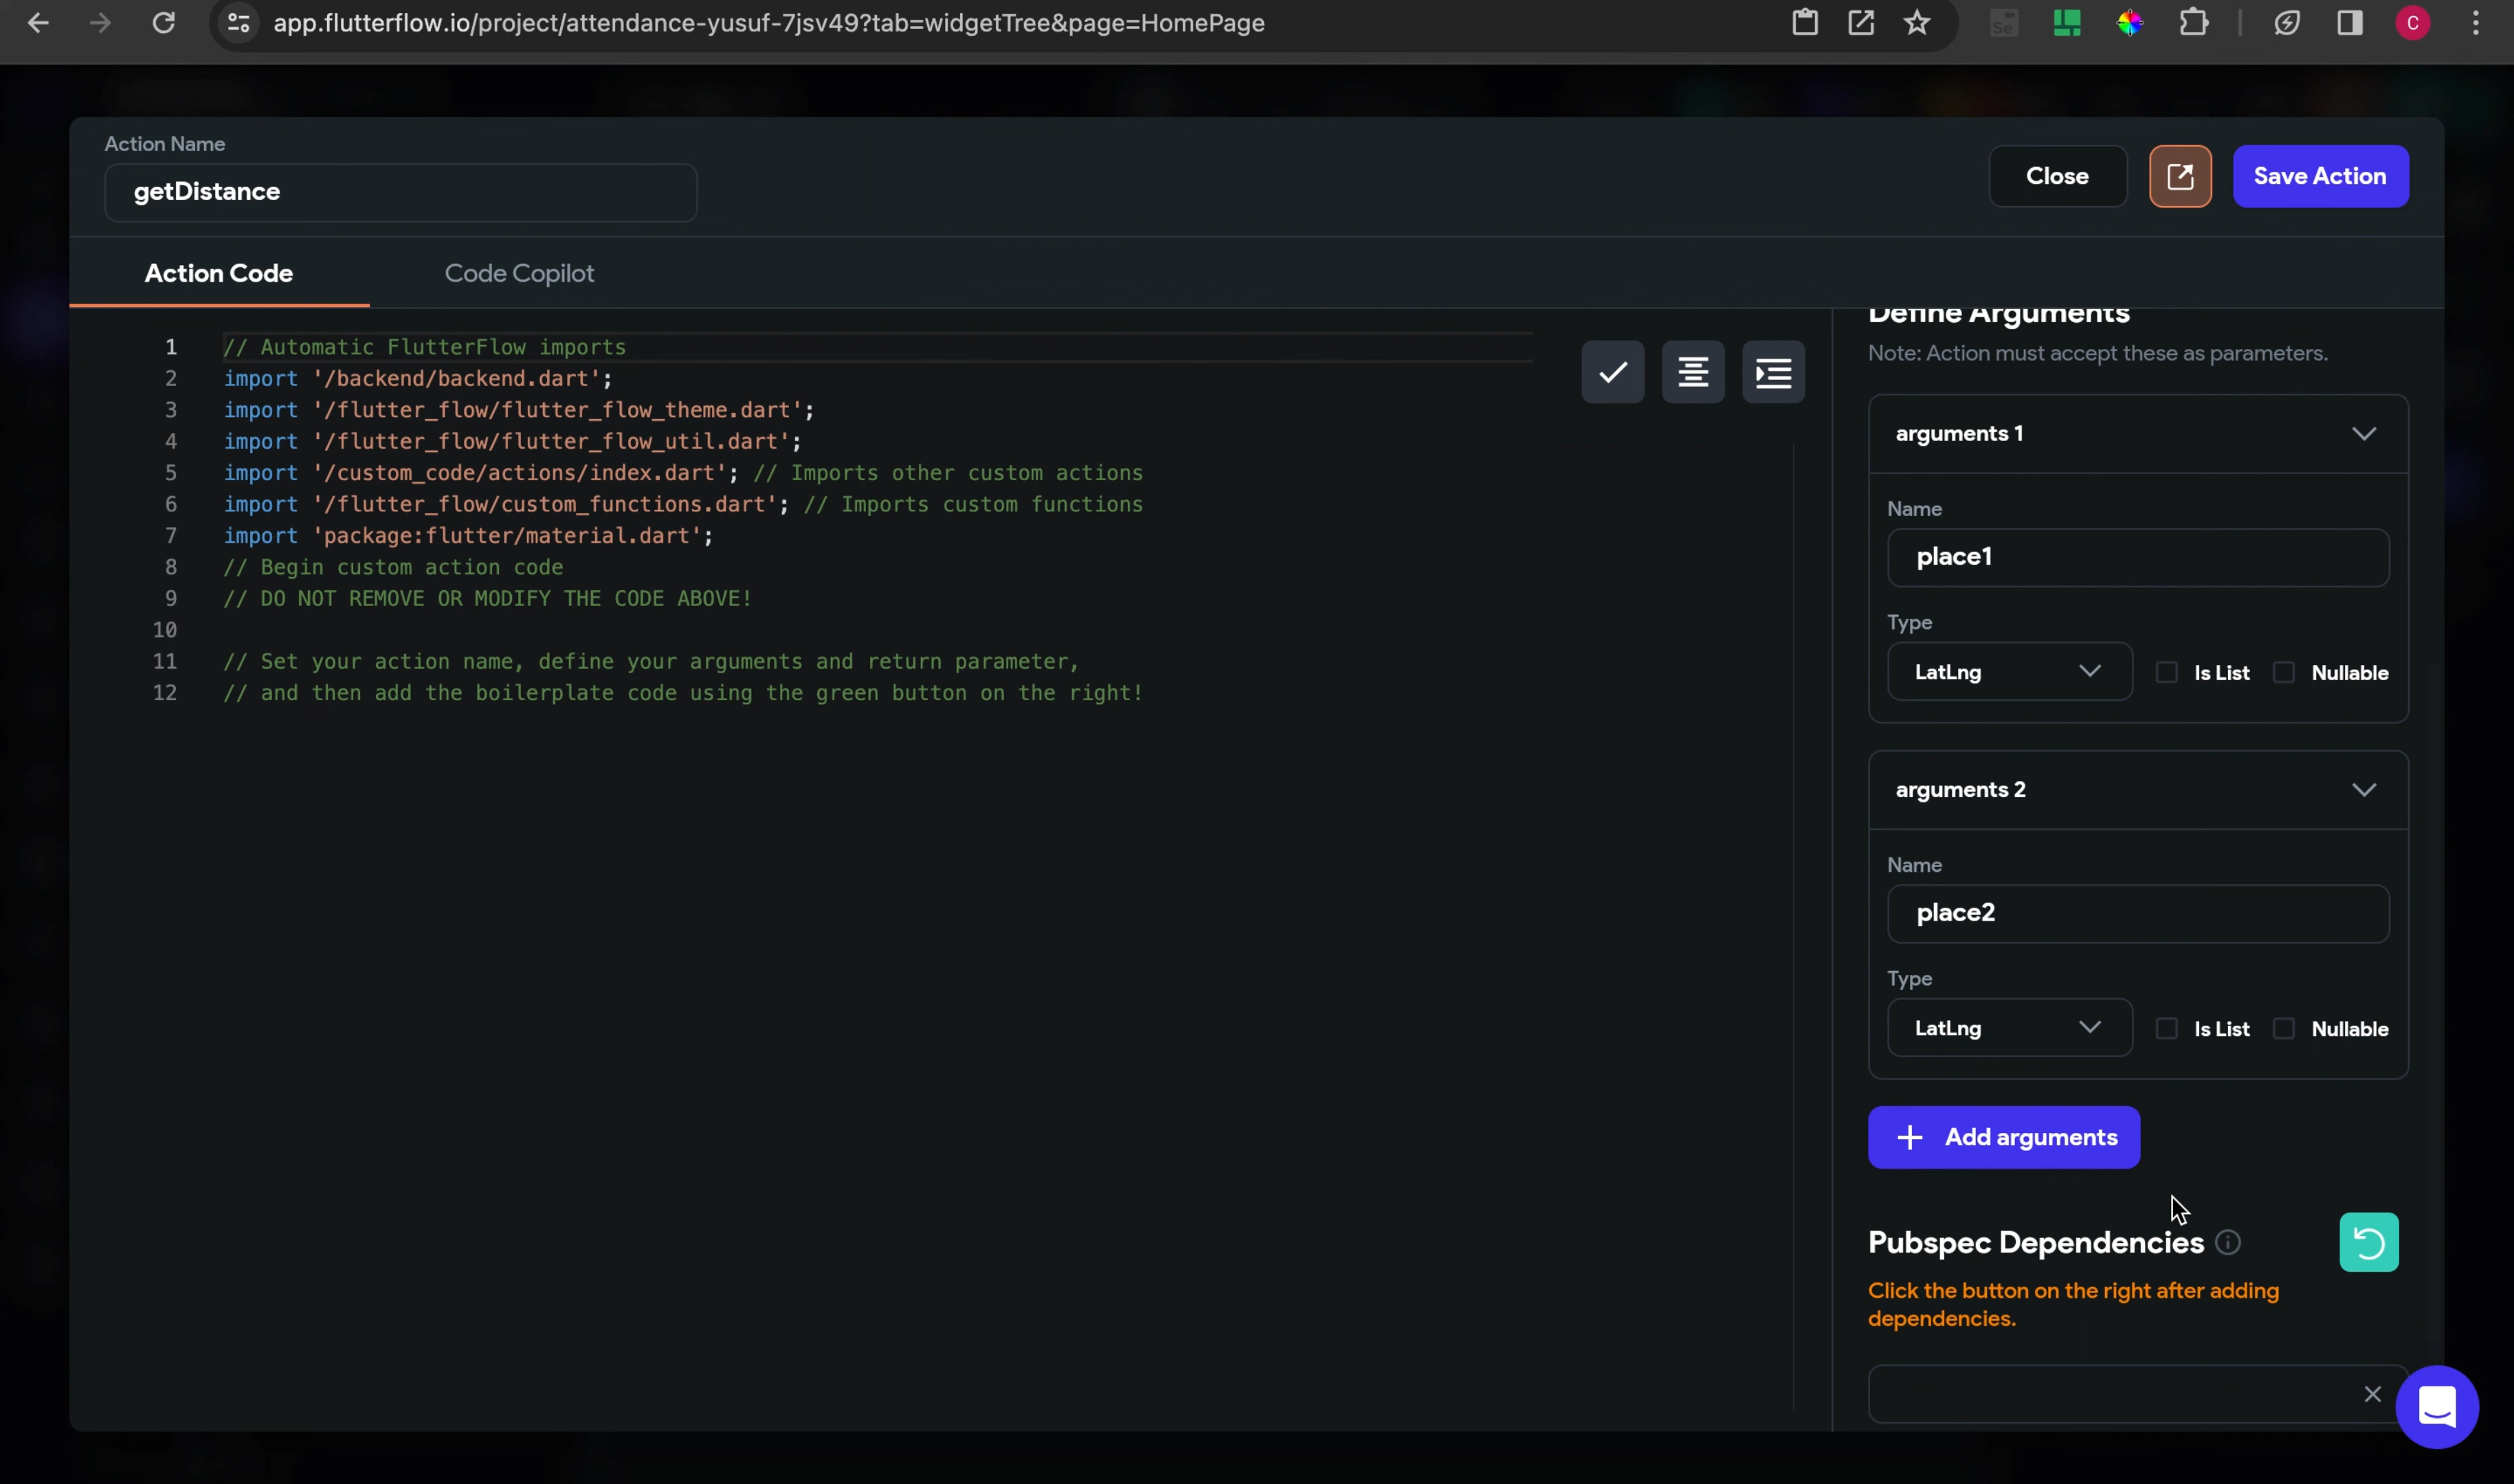 app.flutterflow.io/project/attendance-yusuf-7jsv49?tab=widgetTree&page=HomePage
Se
C
Action Name
getDistance
Close
Save Action
Action Code
Code Copilot
1 // Automatic FlutterFlow imports
2 import '/backend/backend.dart';
3 import '/flutter_flow/flutter_flow_theme.dart';
4 import '/flutter_flow/flutter_flow_util.dart';
5 import '/custom_code/actions/index.dart'; // Imports other custom actions
6 import '/flutter_flow/custom_functions.dart'; // Imports custom functions
7 import 'package:flutter/material.dart';
8 // Begin custom action code
9 // DO NOT REMOVE OR MODIFY THE CODE ABOVE!
10
11 // Set your action name, define your arguments and return parameter,
12 // and then add the boilerplate code using the green button on the right!
Define Arguments
Note: Action must accept these as parameters.
arguments 1
Name
place1
Type
LatLng Is List Nullable
arguments 2
Name
place2
Type
LatLng Is List Nullable
+ Add arguments
Pubspec Dependencies
Click the button on the right after adding
dependencies.